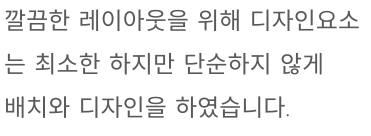 깔끔한 레이아웃을 위해 디자인요소
는 최소한 하지만 단순하지 않게
배치와 디자인을 하였습니다.